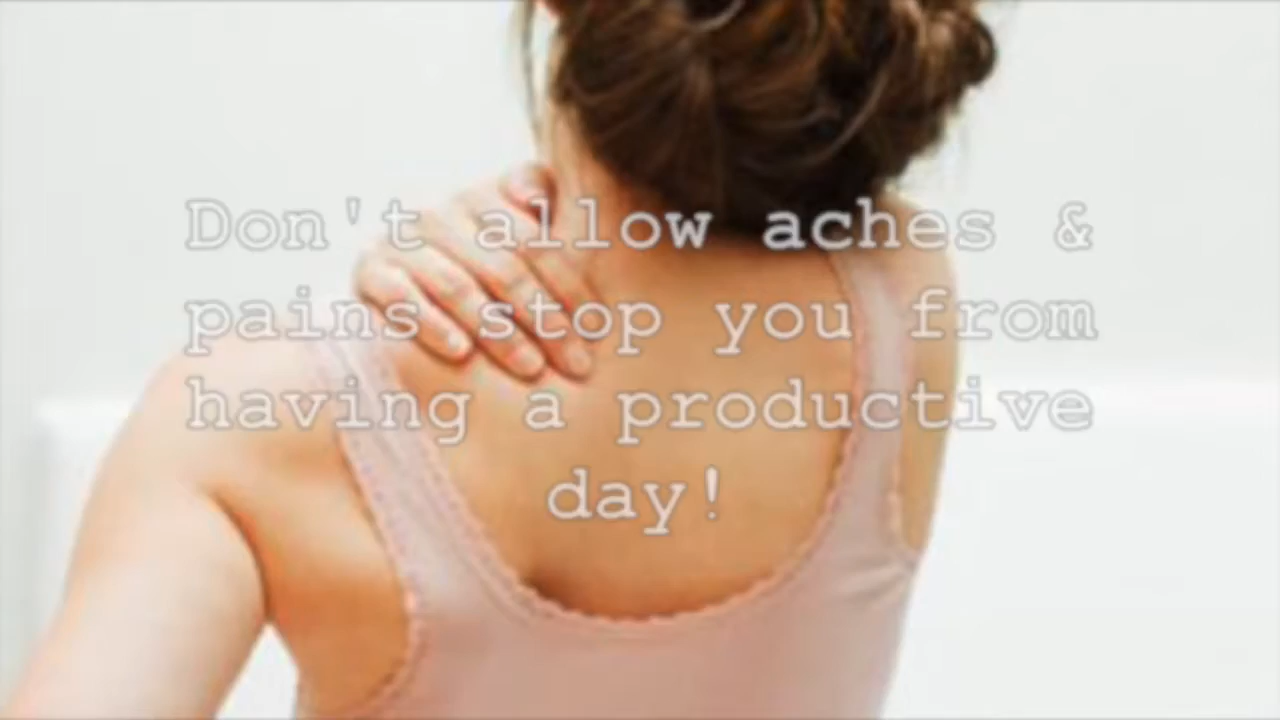 Don't allow aches &
pains stop you from
having a productive
day!